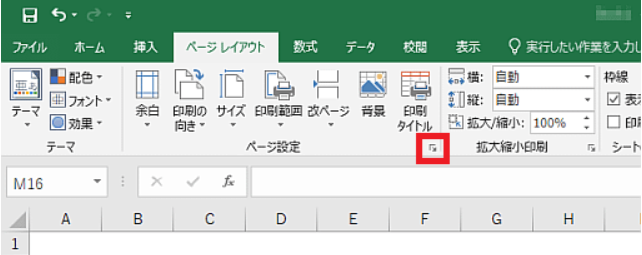 ファイル ホーム 挿入 ページ レイアウト 数式 データ 校閲 表示 実行したい作業を入力し
配色 フォント 効果 テーマ
余白 印刷の向き サイズ 印刷範囲 改ページ 背景 印刷タイトル
横: 自動 枠線
縦: 自動
拡大/縮小: 100%
テーマ ページ設定 拡大縮小印刷 シート
M16 fx
A B C D E F G H
1